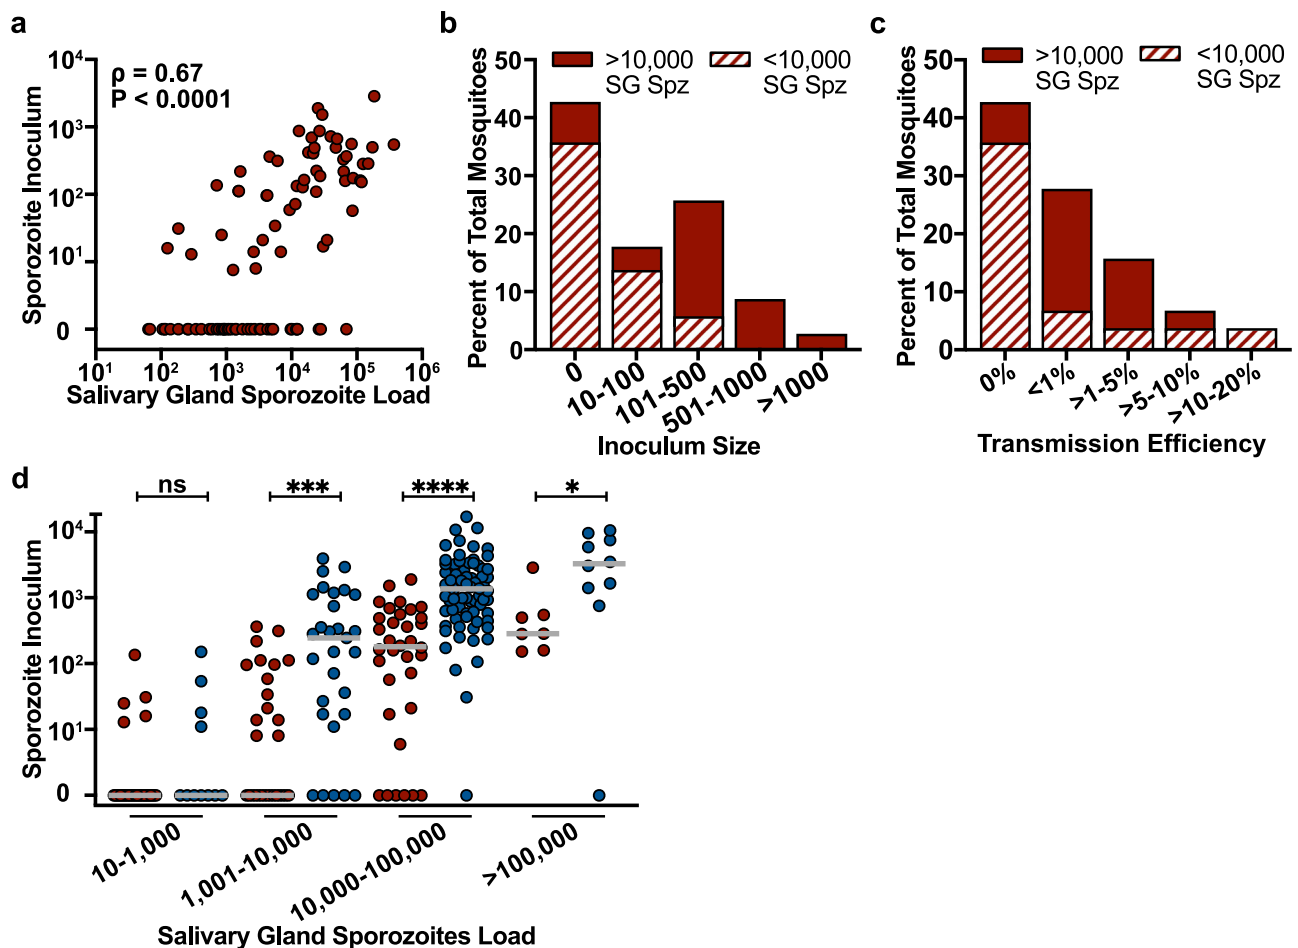 a
ρ = 0.67
P < 0.0001
Sporozoite Inoculum
10⁴
10³
10²
10¹
0
10¹ 10² 10³ 10⁴ 10⁵ 10⁶
Salivary Gland Sporozoite Load
b
>10,000 SG Spz
<10,000 SG Spz
Percent of Total Mosquitoes
50
40
30
20
10
0
0 10-100 101-500 501-1000 >1000
Inoculum Size
c
>10,000 SG Spz
<10,000 SG Spz
Percent of Total Mosquitoes
50
40
30
20
10
0
0% <1% >1-5% >5-10% >10-20%
Transmission Efficiency
d
ns *** **** *
Sporozoite Inoculum
10⁴
10³
10²
10¹
0
10-1,000 1,001-10,000 10,000-100,000 >100,000
Salivary Gland Sporozoites Load